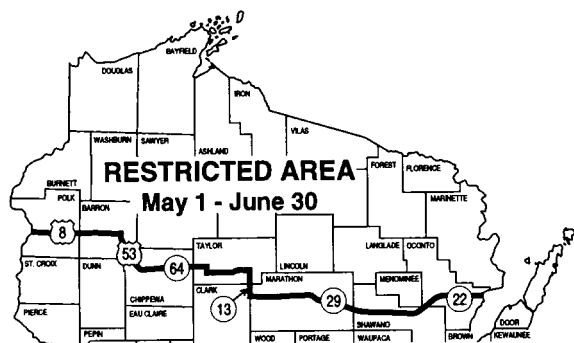 BAYFIELD
DOUGLAS
IRON
VILAS
WASHBURN SAWYER
ASHLAND
RESTRICTED AREA
FOREST FLORENCE
May 1 - June 30
BURNETT
POLK
BARRON
MARINETTE
8
53
64
TAYLOR
LANGLADE OCONTO
ST. CROIX
DUNN
LINCOLN
MARATHON
MENOMINEE
CLARK
CHIPPEWA
13
29
22
PIERCE
EAU CLAIRE
SHAWANO
DOOR
PEPIN
WOOD PORTAGE WAUPACA
BROWN KEWAUNEE